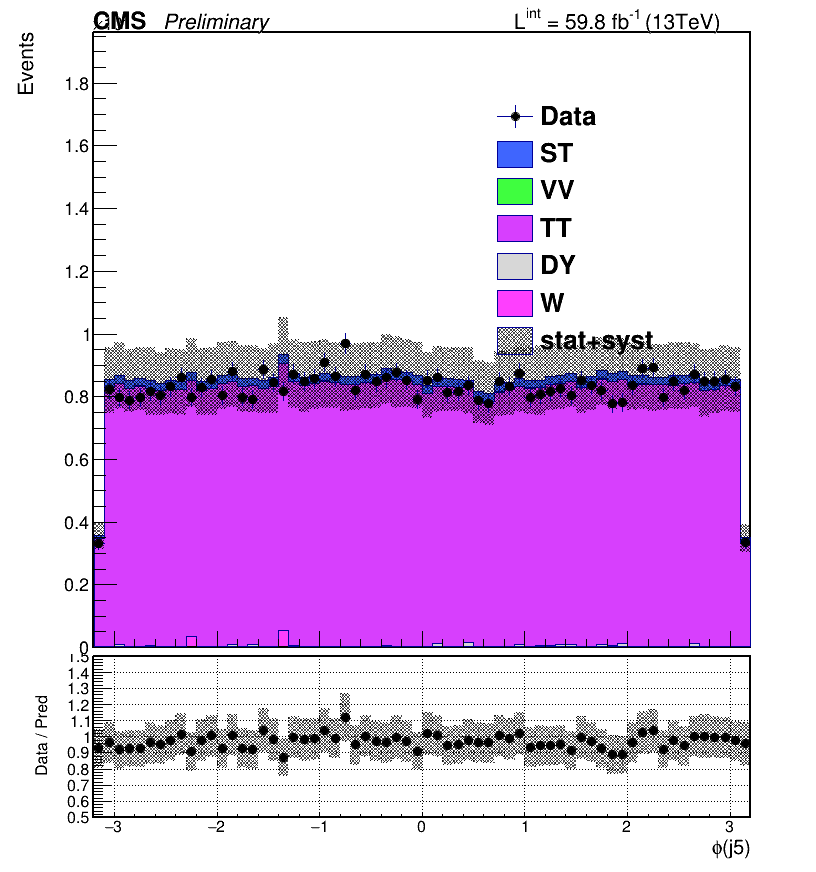 CMS Preliminary L^int = 59.8 fb^-1 (13TeV)
Events
1.8
1.6
1.4
1.2
1
0.8
0.6
0.4
0.2
0
Data
ST
VV
TT
DY
W
stat+syst
Data / Pred
1.5
1.4
1.3
1.2
1.1
1
0.9
0.8
0.7
0.6
0.5
−3 −2 −1 0 1 2 3
ϕ(j5)